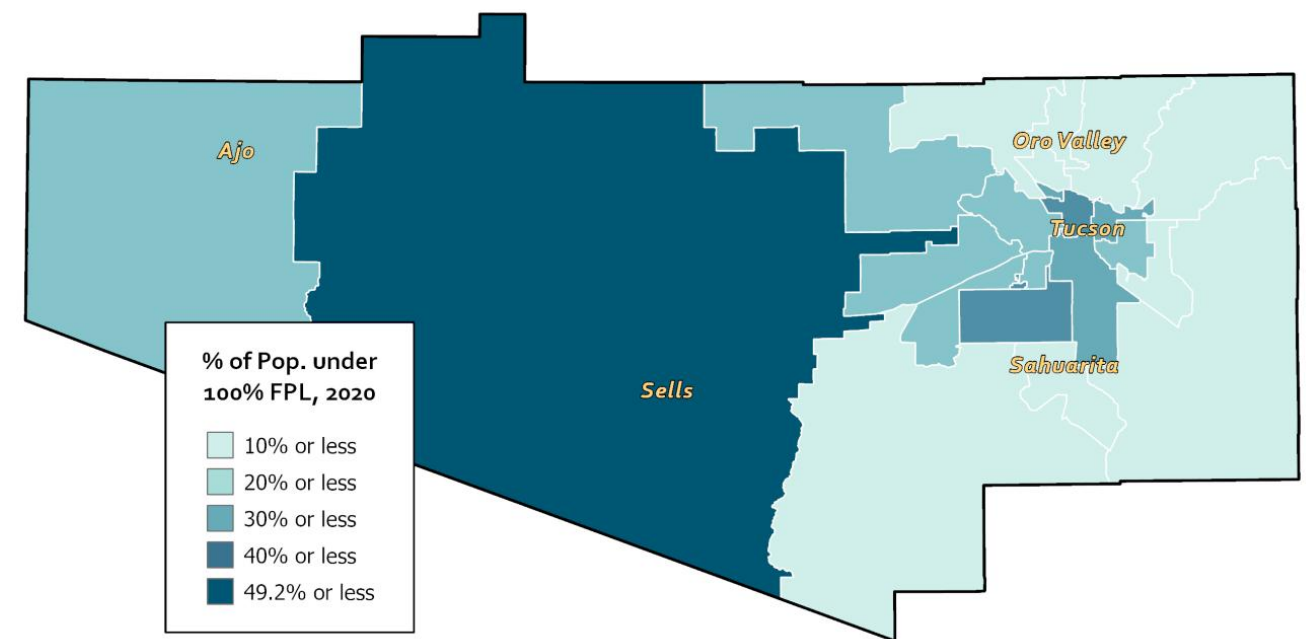 Ajo
Oro Valley
Tucson
Sahuarita
Sells
% of Pop. under
100% FPL, 2020
10% or less
20% or less
30% or less
40% or less
49.2% or less